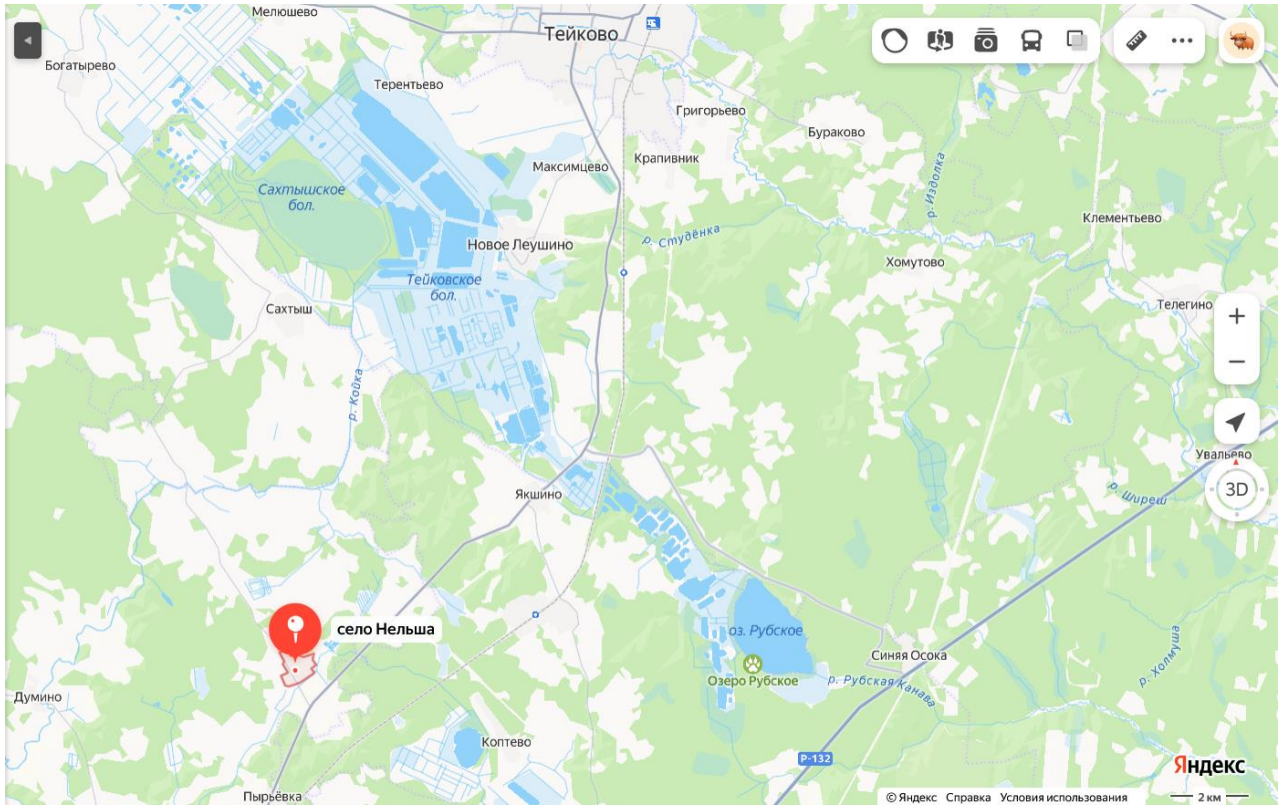 Мелюшево
Тейково
Богатырево
Терентьево
Григорьево
Бураково
Максимцево
Крапивник
р. Издолка
Сахтышское
бол.
Клементьево
Новое Леушино
р. Студёнка
Хомутово
Тейковское
бол.
Сахтыш
Телегино
р. Койка
Увальево
3D
Якшино
р. Ширеш
село Нельша
оз. Рубское
Синяя Осока
р. Холмуша
Озеро Рубское
р. Рубская Канава
Думино
Коптево
Р-132
Яндекс
Пырьёвка
© Яндекс Справка Условия использования
2 км